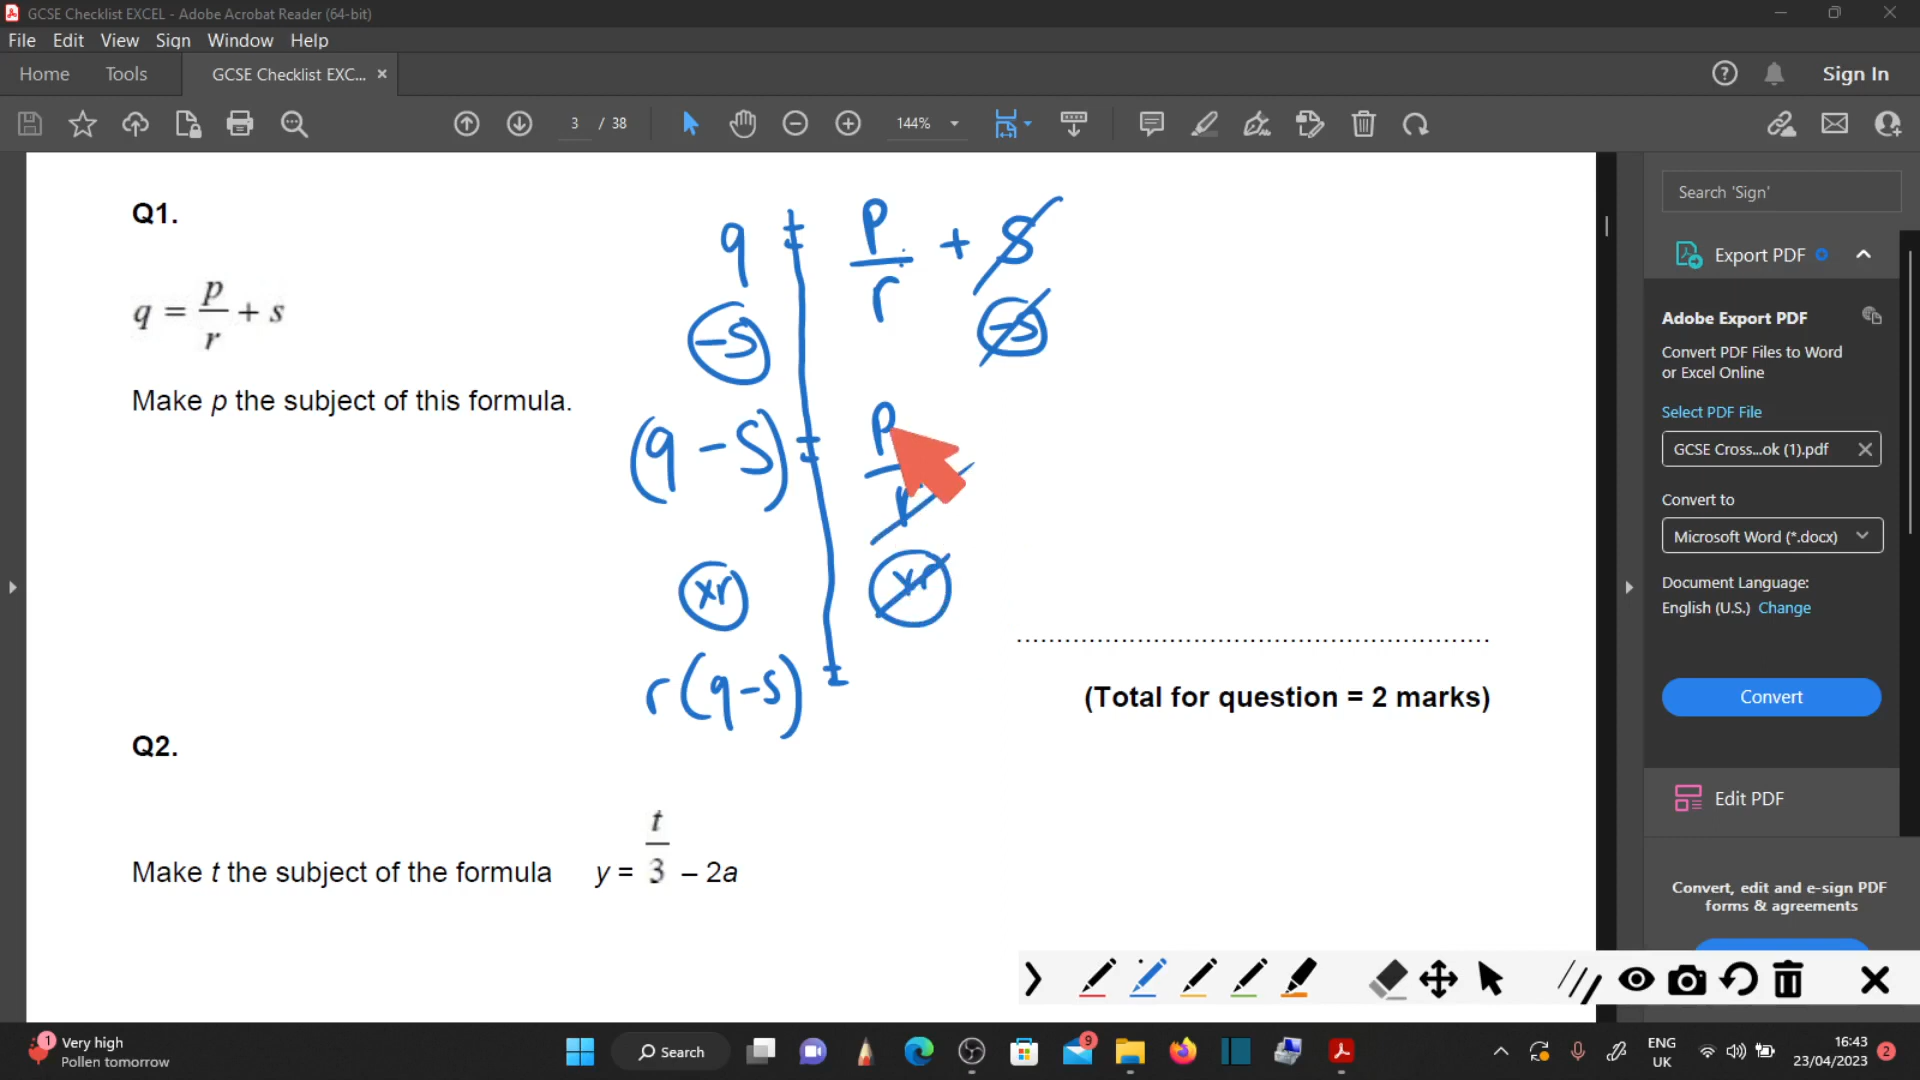 GCSE Checklist EXCEL - Adobe Acrobat Reader (64-bit)
File Edit View Sign Window Help
Home Tools GCSE Checklist EXC... × Sign In
3 / 38 144%
Q1.
q = p/r + s
Make p the subject of this formula.
q = p/r + s
-s -s
(q - s) = p/r
xr xr
r(q-s) =
(Total for question = 2 marks)
Q2.
Make t the subject of the formula y = t/3 – 2a
Search 'Sign'
Export PDF
Adobe Export PDF
Convert PDF Files to Word
or Excel Online
Select PDF File
GCSE Cross...ok (1).pdf
Convert to
Microsoft Word (*.docx)
Document Language:
English (U.S.) Change
Convert
Edit PDF
Convert, edit and e-sign PDF
forms & agreements
1 Very high
Pollen tomorrow
Search
9
ENG
UK
16:43
23/04/2023
2